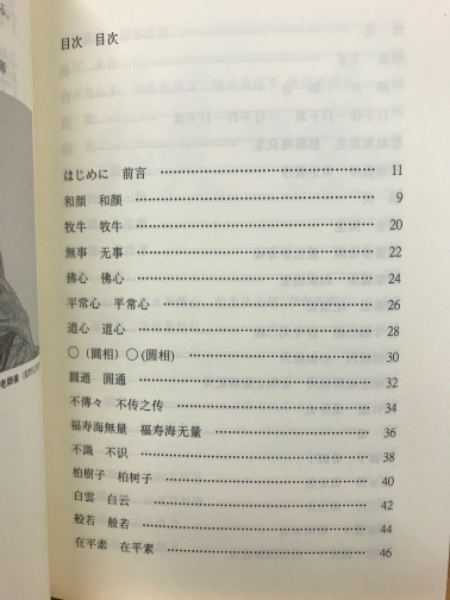 目次　目次
はじめに　前言 …………………………… 11
和顔　和颜 …………………………… 9
牧牛　牧牛 …………………………… 20
無事　无事 …………………………… 22
佛心　佛心 …………………………… 24
平常心　平常心 …………………………… 26
道心　道心 …………………………… 28
〇（圓相）〇(圆相) …………………………… 30
圓通　圆通 …………………………… 32
不傳々　不传之传 …………………………… 34
福寿海無量　福寿海无量 …………………………… 36
不識　不识 …………………………… 38
柏樹子　柏树子 …………………………… 40
白雲　白云 …………………………… 42
般若　般若 …………………………… 44
在平素　在平素 …………………………… 46
る。
師